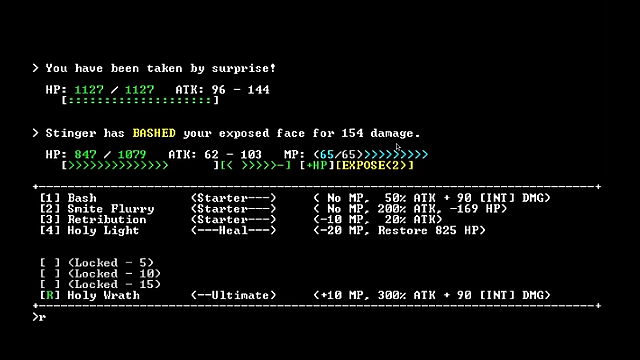 > You have been taken by surprise!
HP: 1127 / 1127 ATK: 96 - 144
[::::::::::::::::::::]
> Stinger has BASHED your exposed face for 154 damage.
HP: 847 / 1079 ATK: 62 - 103 MP: (65/65)>>>>>>>>>
[>>>>>>>>>>>>>> [< >>>>>-] [+HP][EXPOSE(2)]
[1] Bash (Starter---) ( No MP, 50% ATK + 90 [INT] DMG)
[2] Smite Flurry (Starter---) ( No MP, 200% ATK, -169 HP)
[3] Retribution (Starter---) (-10 MP, 20% ATK)
[4] Holy Light (---Heal---) (-20 MP, Restore 825 HP)
[ ] (Locked - 5)
[ ] (Locked - 10)
[ ] (Locked - 15)
[R] Holy Wrath (--Ultimate) (+10 MP, 300% ATK + 90 [INT] DMG)
>r